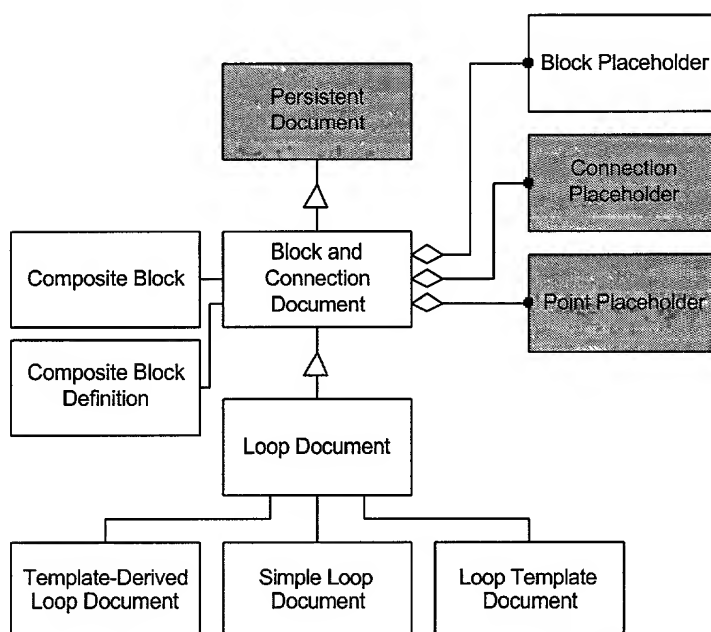 Block Placeholder
Persistent
Document
Connection
Placeholder
Block and
Connection
Document
Composite Block
Point Placeholder
Composite Block
Definition
Loop Document
Template-Derived
Loop Document
Simple Loop
Document
Loop Template
Document